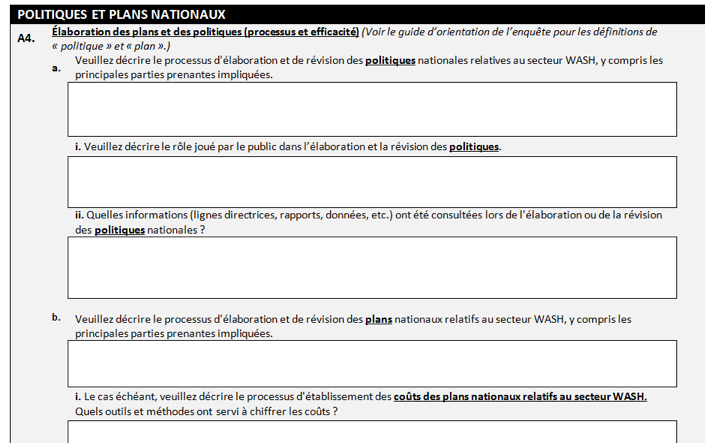 POLITIQUES ET PLANS NATIONAUX
A4. Élaboration des plans et des politiques (processus et efficacité) (Voir le guide d'orientation de l'enquête pour les définitions de
« politique » et « plan ».)
a. Veuillez décrire le processus d'élaboration et de révision des politiques nationales relatives au secteur WASH, y compris les
principales parties prenantes impliquées.
i. Veuillez décrire le rôle joué par le public dans l'élaboration et la révision des politiques.
ii. Quelles informations (lignes directrices, rapports, données, etc.) ont été consultées lors de l'élaboration ou de la révision
des politiques nationales ?
b. Veuillez décrire le processus d'élaboration et de révision des plans nationaux relatifs au secteur WASH, y compris les
principales parties prenantes impliquées.
i. Le cas échéant, veuillez décrire le processus d'établissement des coûts des plans nationaux relatifs au secteur WASH.
Quels outils et méthodes ont servi à chiffrer les coûts ?